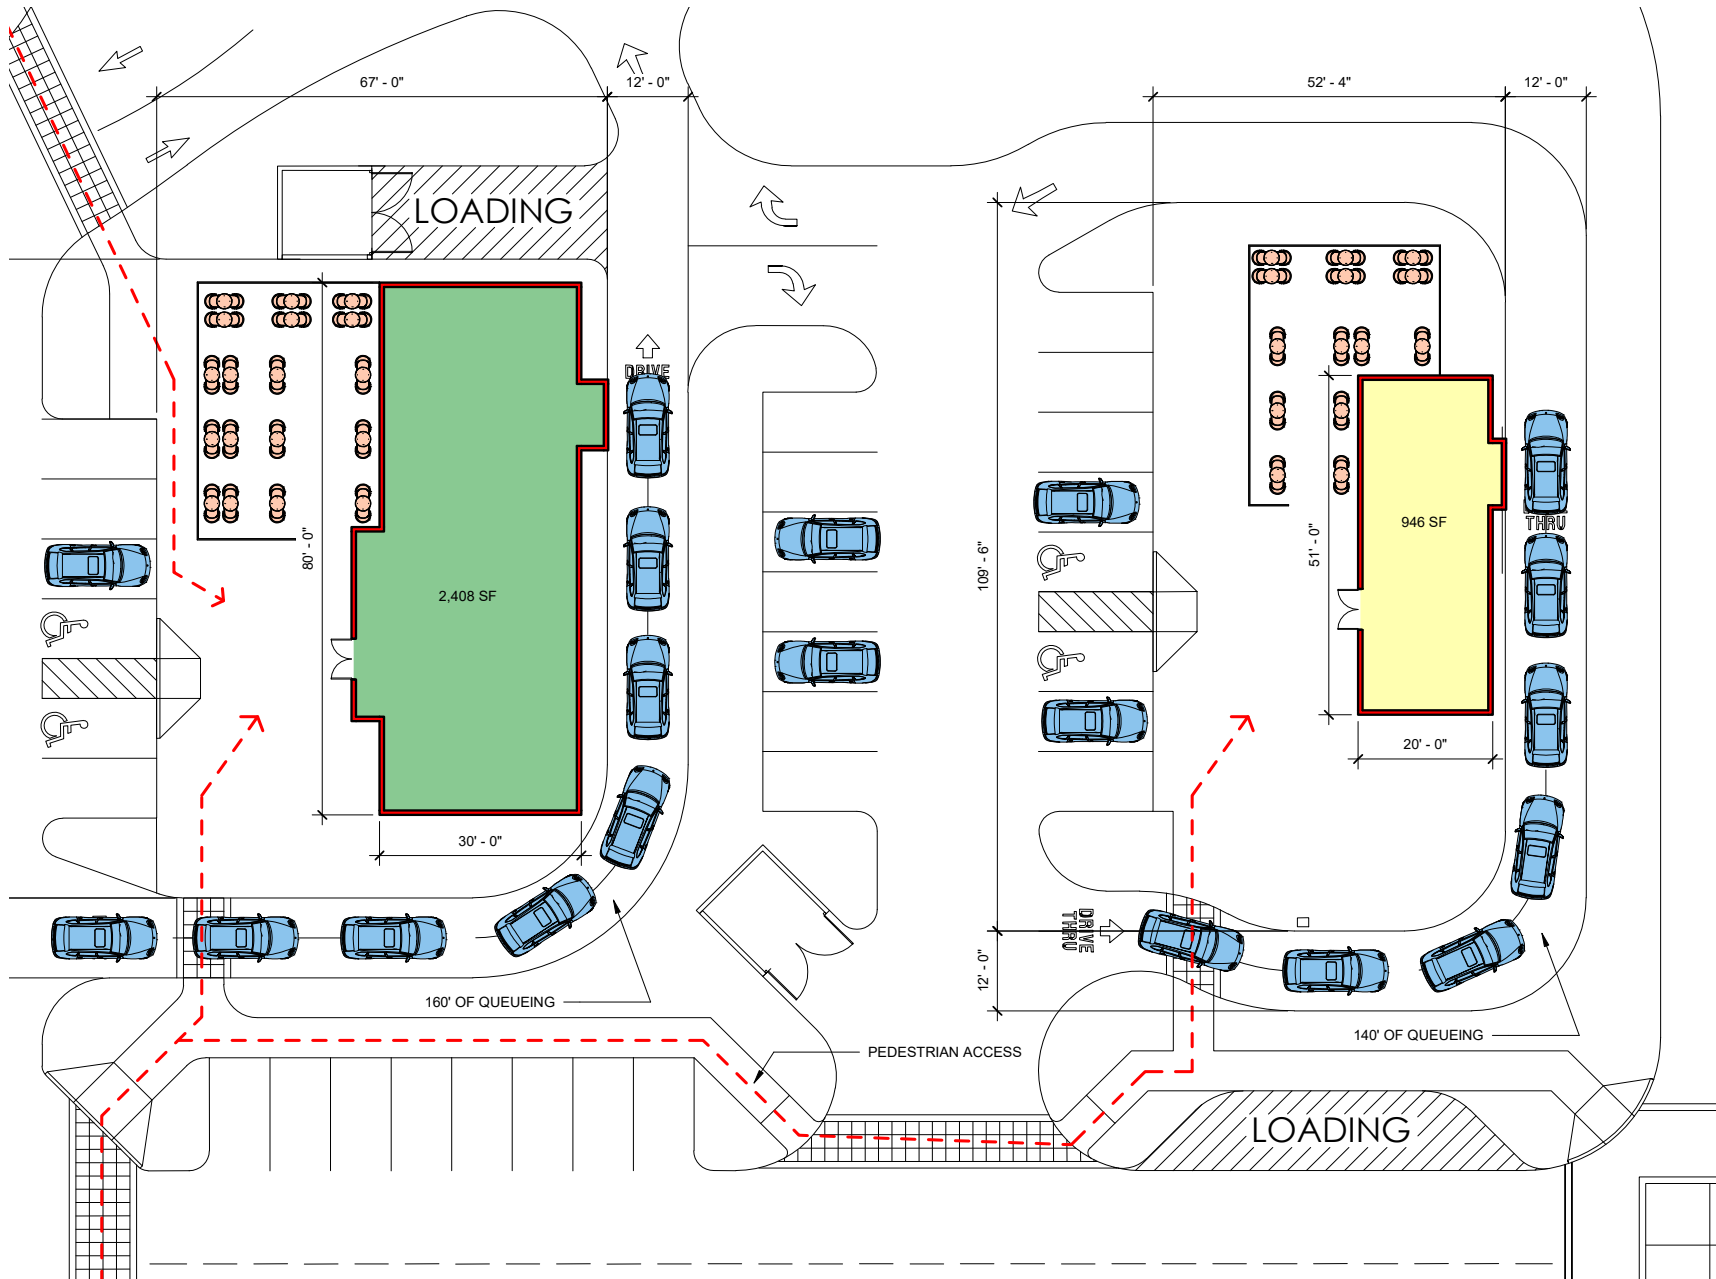 67' - 0"
12' - 0"
52' - 4"
12' - 0"
LOADING
DRIVE
80' - 0"
2,408 SF
30' - 0"
109' - 6"
51' - 0"
946 SF
THRU
20' - 0"
DRIVE
THRU
12' - 0"
160' OF QUEUEING
140' OF QUEUEING
PEDESTRIAN ACCESS
LOADING